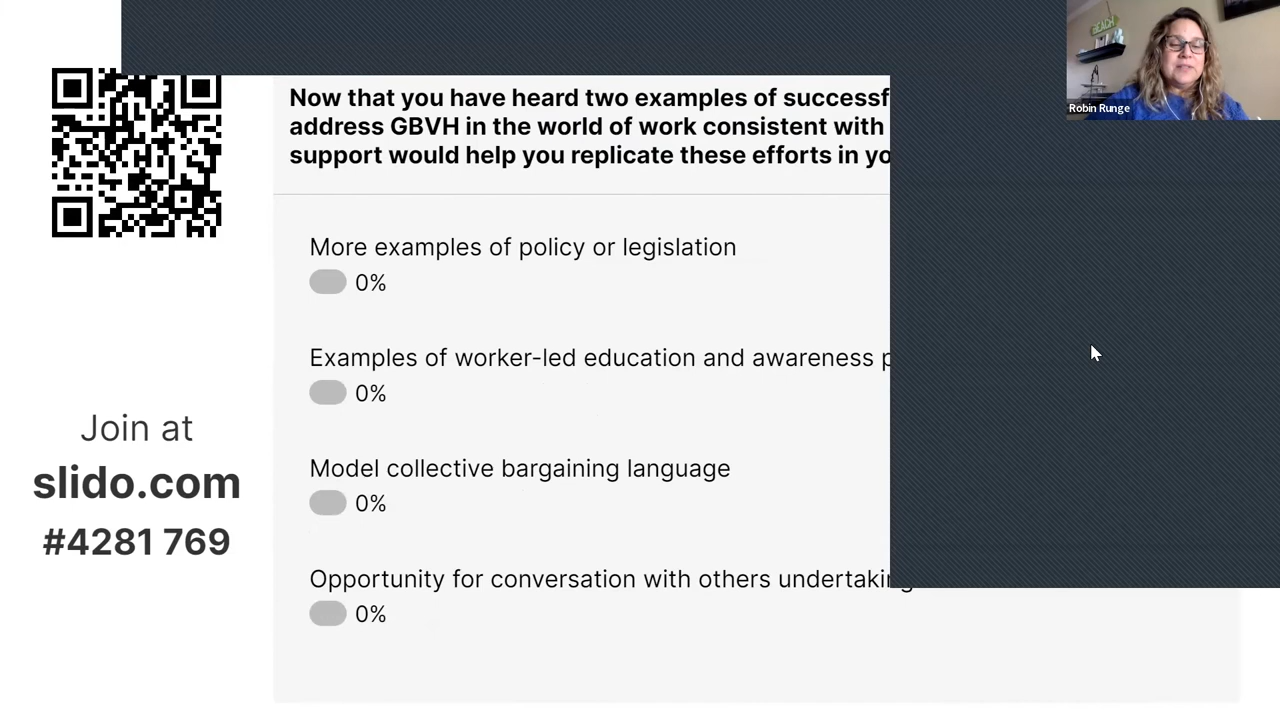 Now that you have heard two examples of
address GBVH in the world of work consistent with
support would help you replicate these efforts in
More examples of policy or legislation
0%
Examples of worker-led education and awareness
0%
Model collective bargaining language
0%
Opportunity for conversation with others
0%
Join at
slido.com
#4281 769
BEACH
Robin Runge